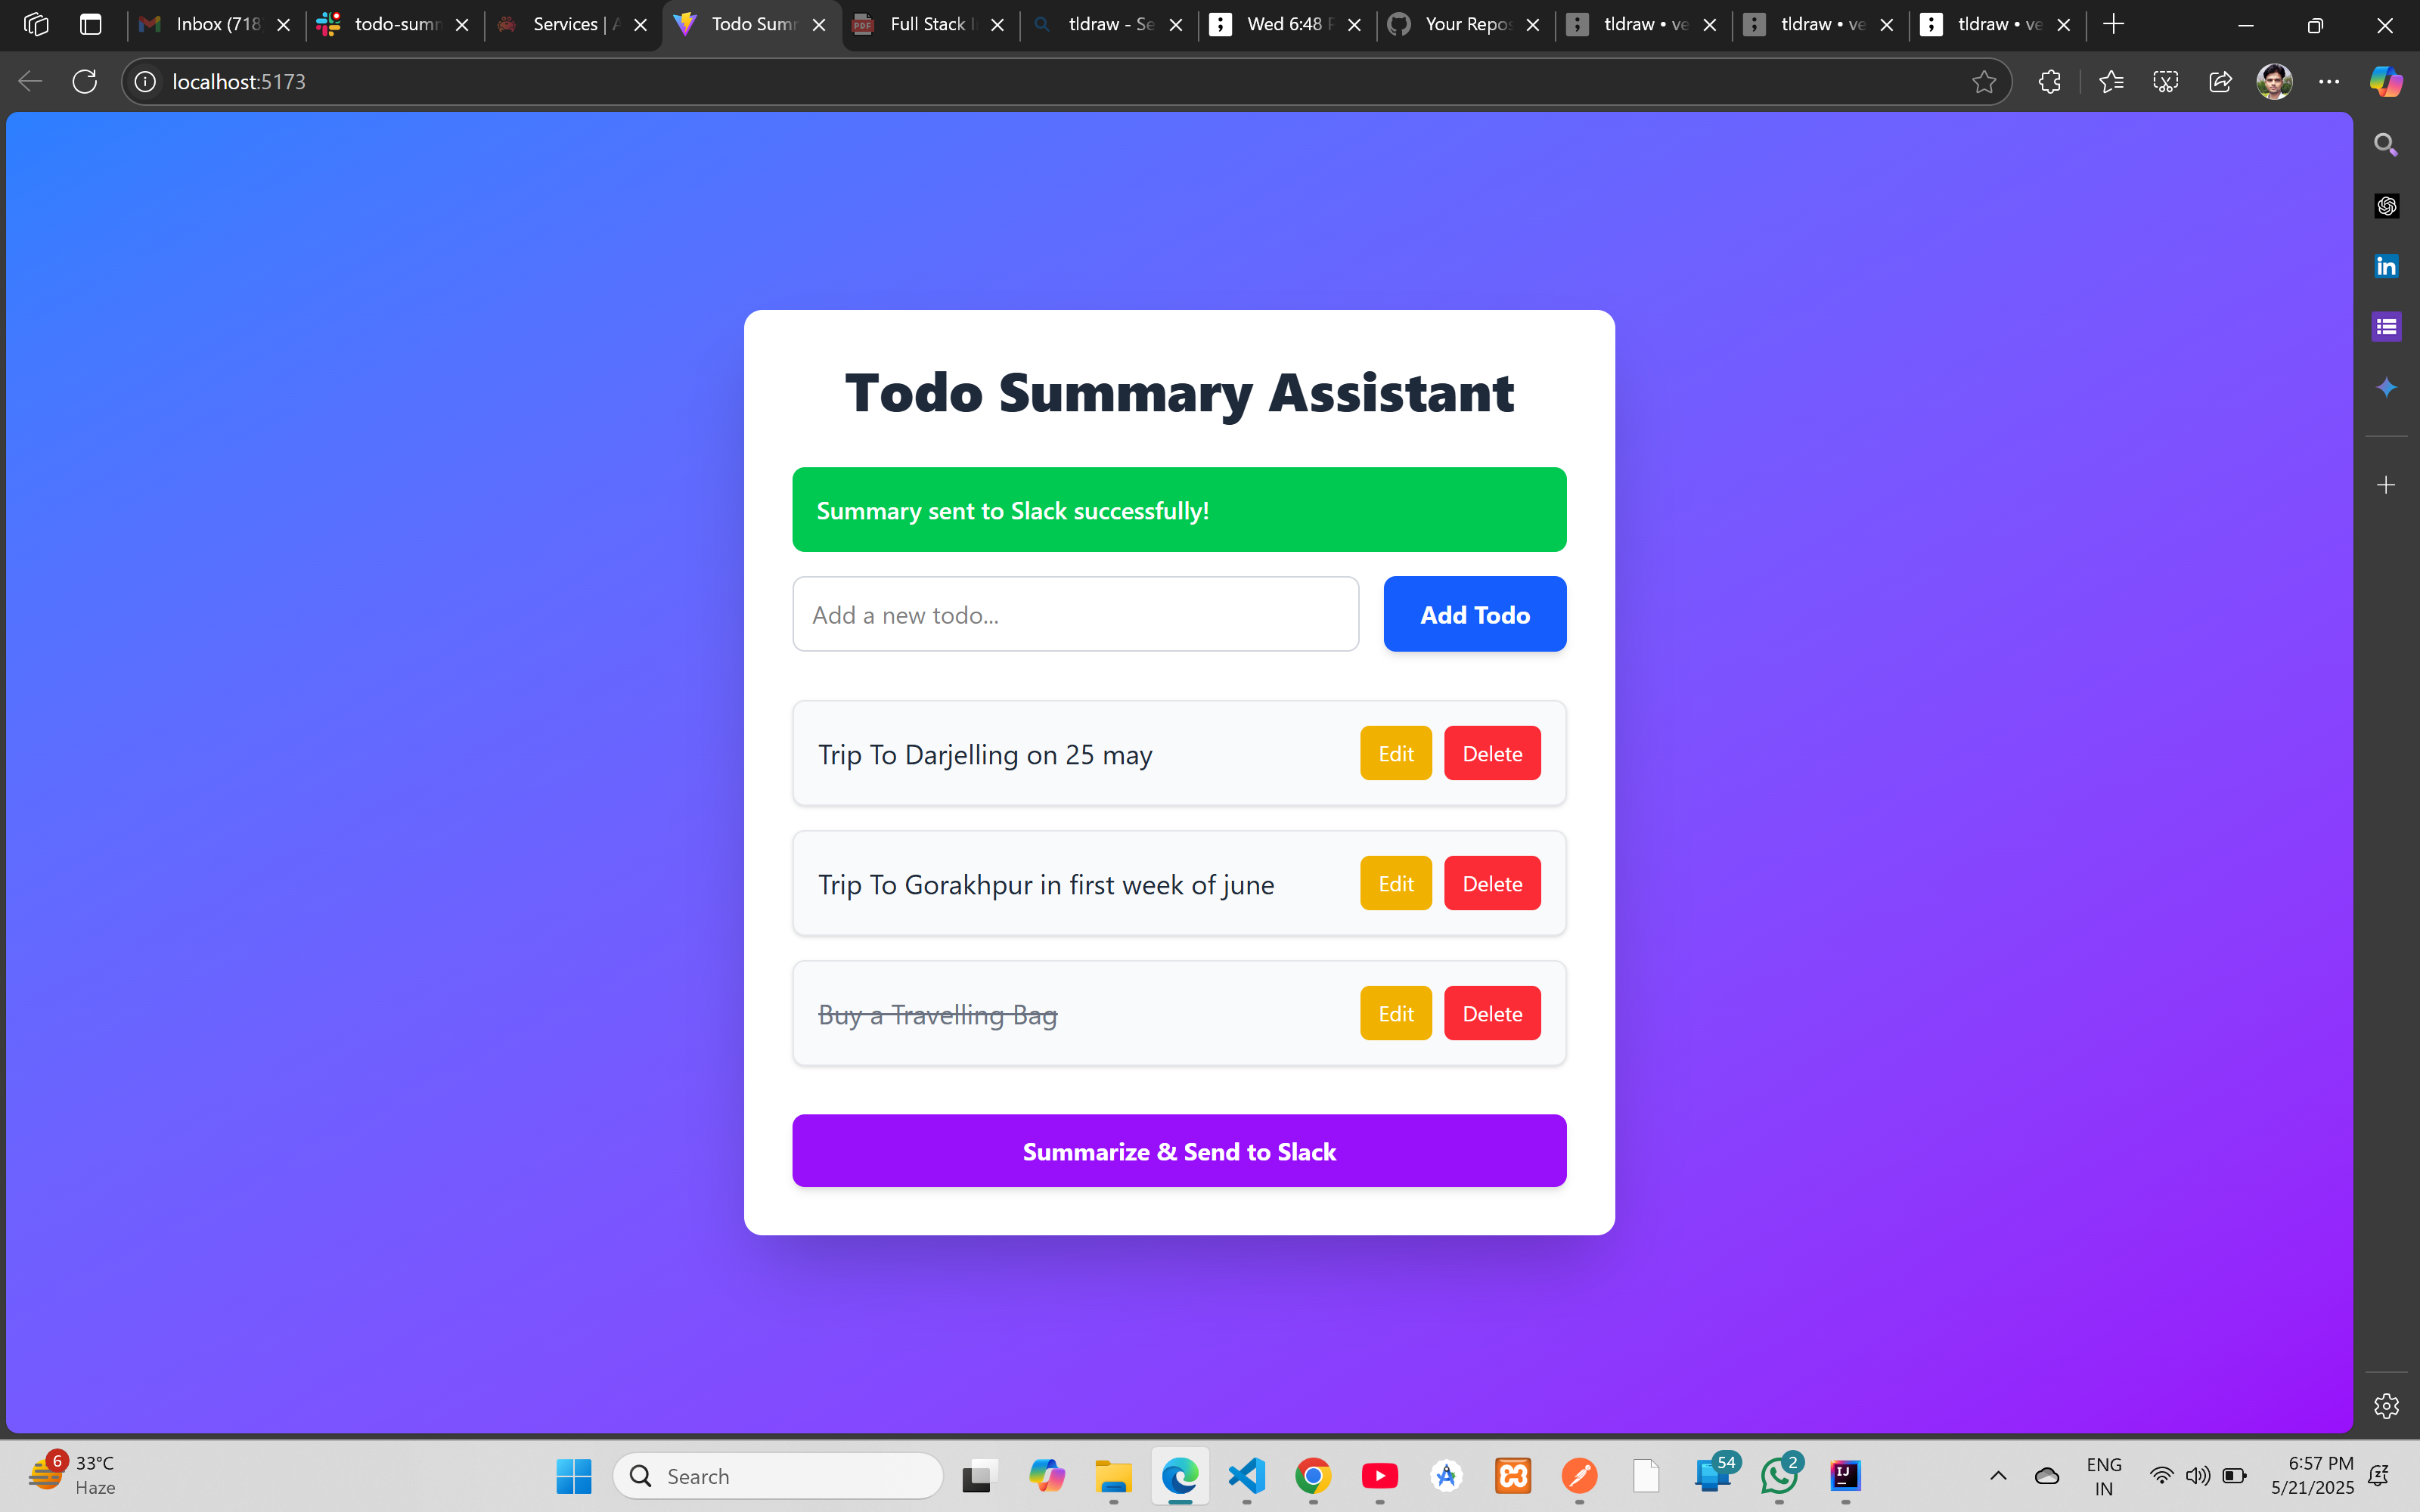 Inbox (718
todo-sumn
Services | A
Todo Sum
Full Stack I
tldraw - Se
Wed 6:48 P
Your Repos
tldraw • ve
tldraw • ve
tldraw • ve
localhost:5173
Todo Summary Assistant
Summary sent to Slack successfully!
Add a new todo...
Add Todo
Trip To Darjelling on 25 may
Edit
Delete
Trip To Gorakhpur in first week of june
Edit
Delete
Buy a Travelling Bag
Edit
Delete
Summarize & Send to Slack
6
33°C
Haze
Search
54
2
ENG
IN
6:57 PM
5/21/2025